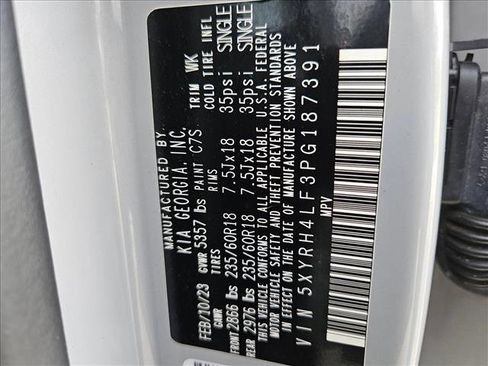 MANUFACTURED BY
KIA GEORGIA, INC.
FEB/10/23 GVWR 5357 lbs PAINT C7S TRIM WK
GAWR TIRES RIMS COLD TIRE INFL
FRONT 2866 lbs 235/60R18 7.5Jx18 35psi SINGLE
REAR 2976 lbs 235/60R18 7.5Jx18 35psi SINGLE
THIS VEHICLE CONFORMS TO ALL APPLICABLE U.S.A. FEDERAL
MOTOR VEHICLE SAFETY AND THEFT PREVENTION STANDARDS
IN EFFECT ON THE DATE OF MANUFACTURE SHOWN ABOVE
VIN 5XYRH4LF3PG187391
MPV